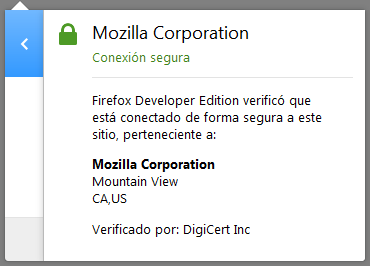 Mozilla Corporation
Conexión segura
Firefox Developer Edition verificó que
está conectado de forma segura a este
sitio, perteneciente a:
Mozilla Corporation
Mountain View
CA,US
Verificado por: DigiCert Inc